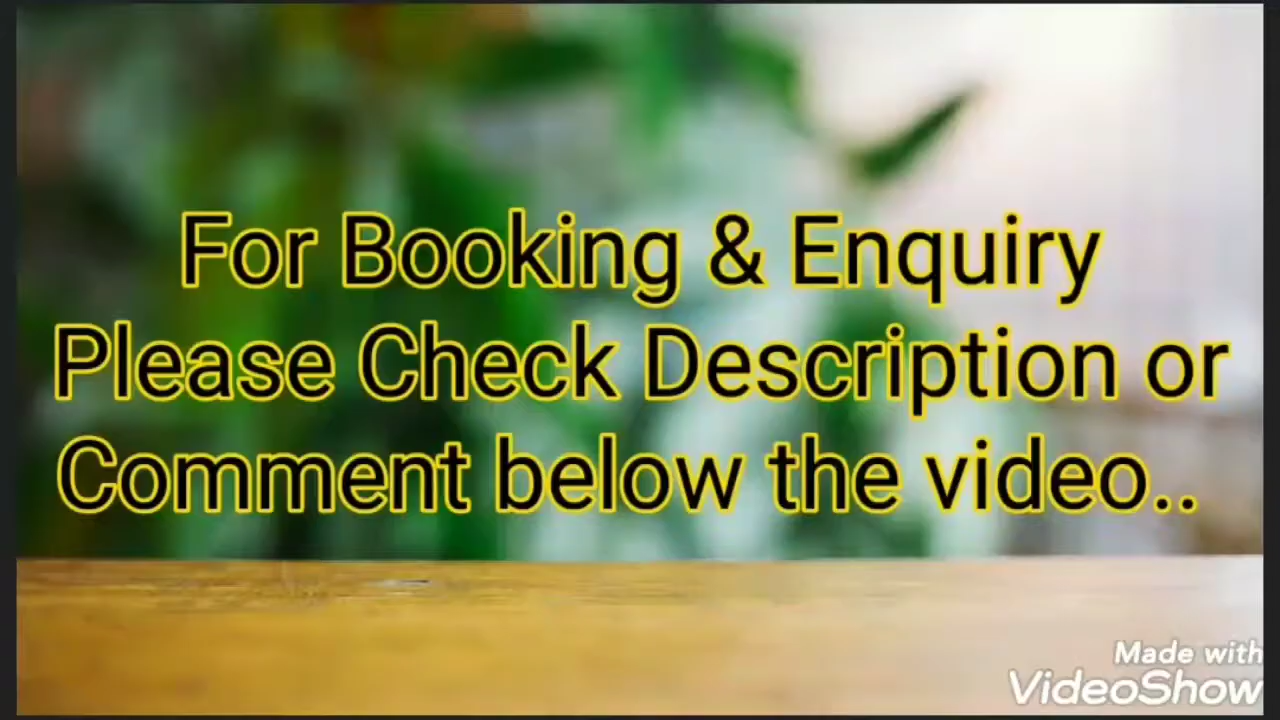 For Booking & Enquiry
Please Check Description or
Comment below the video..
Made with
VideoShow